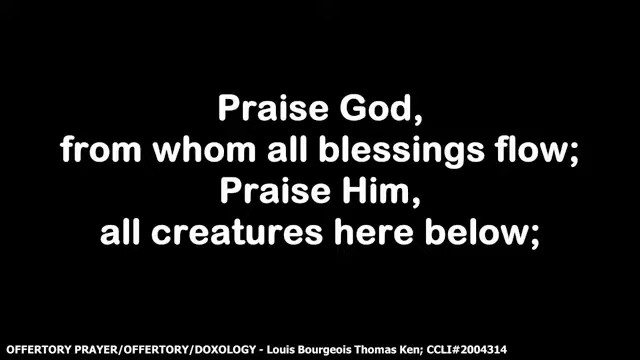 Praise God,
from whom all blessings flow;
Praise Him,
all creatures here below;
OFFERTORY PRAYER/OFFERTORY/DOXOLOGY - Louis Bourgeois Thomas Ken; CCLI#2004314